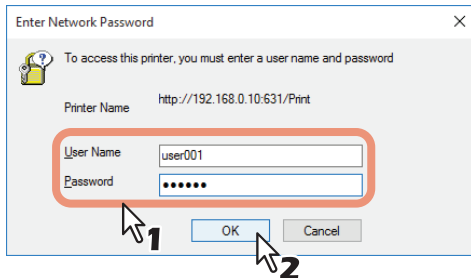 Enter Network Password
To access this printer, you must enter a user name and password
Printer Name http://192.168.0.10:631/Print
User Name user001
Password ●●●●●●
1
OK Cancel
2